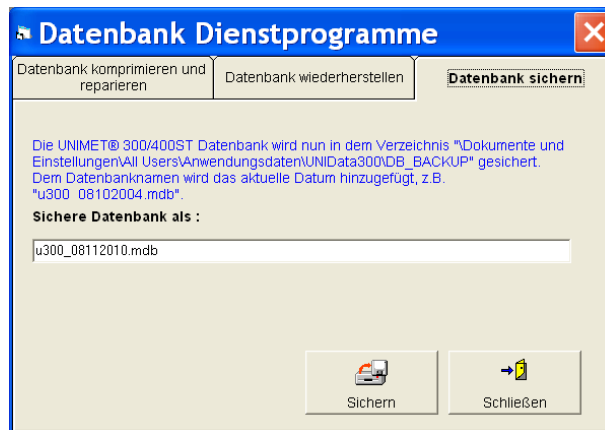 Datenbank Dienstprogramme
Datenbank komprimieren und
reparieren
Datenbank wiederherstellen
Datenbank sichern
Die UNIMET® 300/400ST Datenbank wird nun in dem Verzeichnis "\Dokumente und
Einstellungen\All Users\Anwendungsdaten\UNIData300\DB_BACKUP" gesichert.
Dem Datenbanknamen wird das aktuelle Datum hinzugefügt, z.B.
"u300_08102004.mdb".
Sichere Datenbank als :
u300_08112010.mdb
Sichern
Schließen